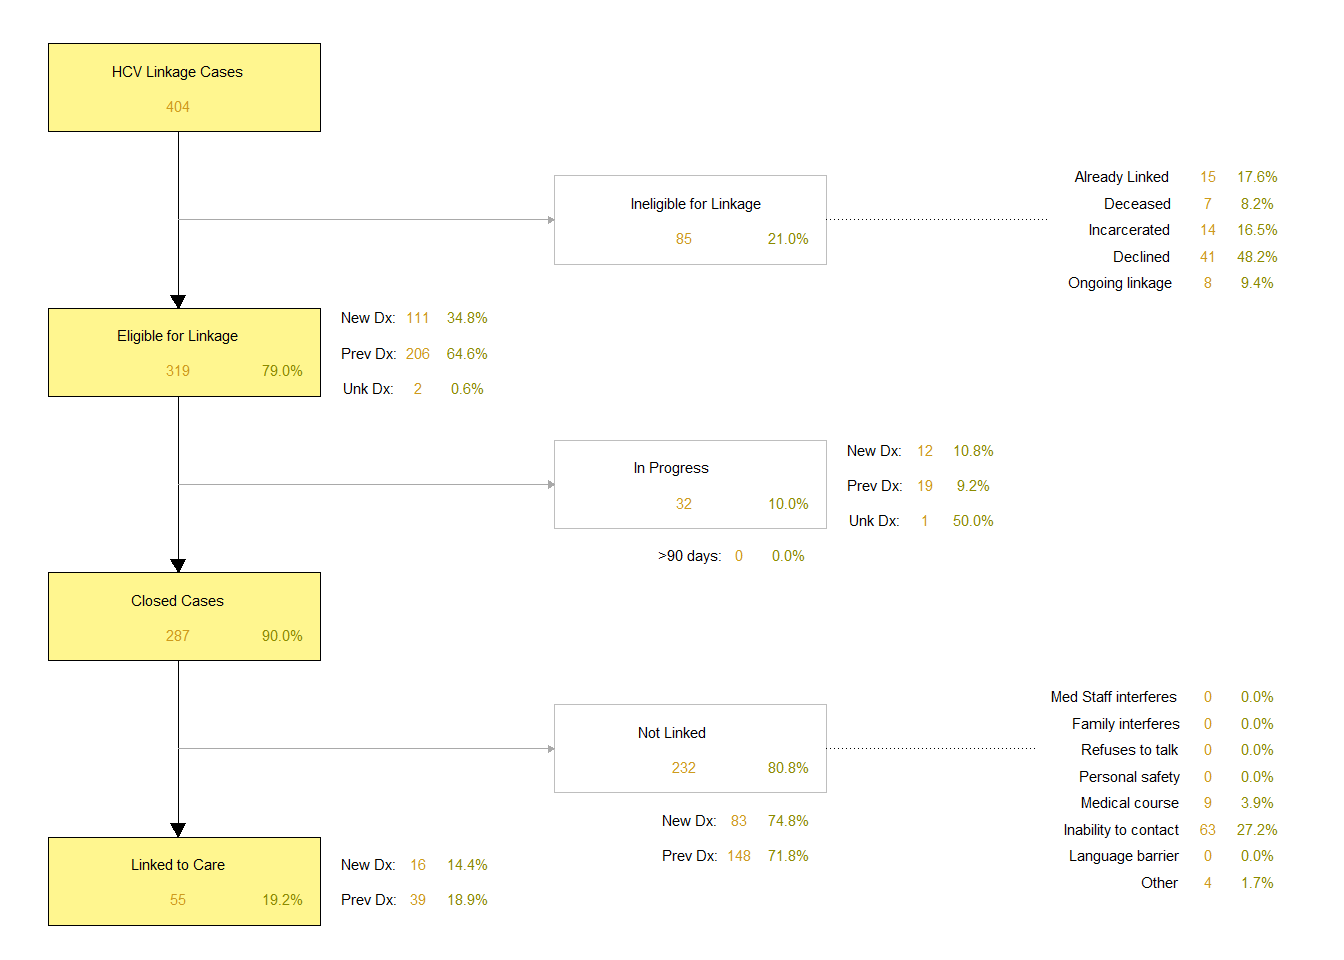 HCV Linkage Cases
404
Already Linked 15 17.6%
Deceased 7 8.2%
Incarcerated 14 16.5%
Declined 41 48.2%
Ongoing linkage 8 9.4%
Ineligible for Linkage
85 21.0%
Eligible for Linkage
319 79.0%
New Dx: 111 34.8%
Prev Dx: 206 64.6%
Unk Dx: 2 0.6%
In Progress
32 10.0%
New Dx: 12 10.8%
Prev Dx: 19 9.2%
Unk Dx: 1 50.0%
>90 days: 0 0.0%
Closed Cases
287 90.0%
Not Linked
232 80.8%
New Dx: 83 74.8%
Prev Dx: 148 71.8%
Med Staff interferes 0 0.0%
Family interferes 0 0.0%
Refuses to talk 0 0.0%
Personal safety 0 0.0%
Medical course 9 3.9%
Inability to contact 63 27.2%
Language barrier 0 0.0%
Other 4 1.7%
Linked to Care
55 19.2%
New Dx: 16 14.4%
Prev Dx: 39 18.9%